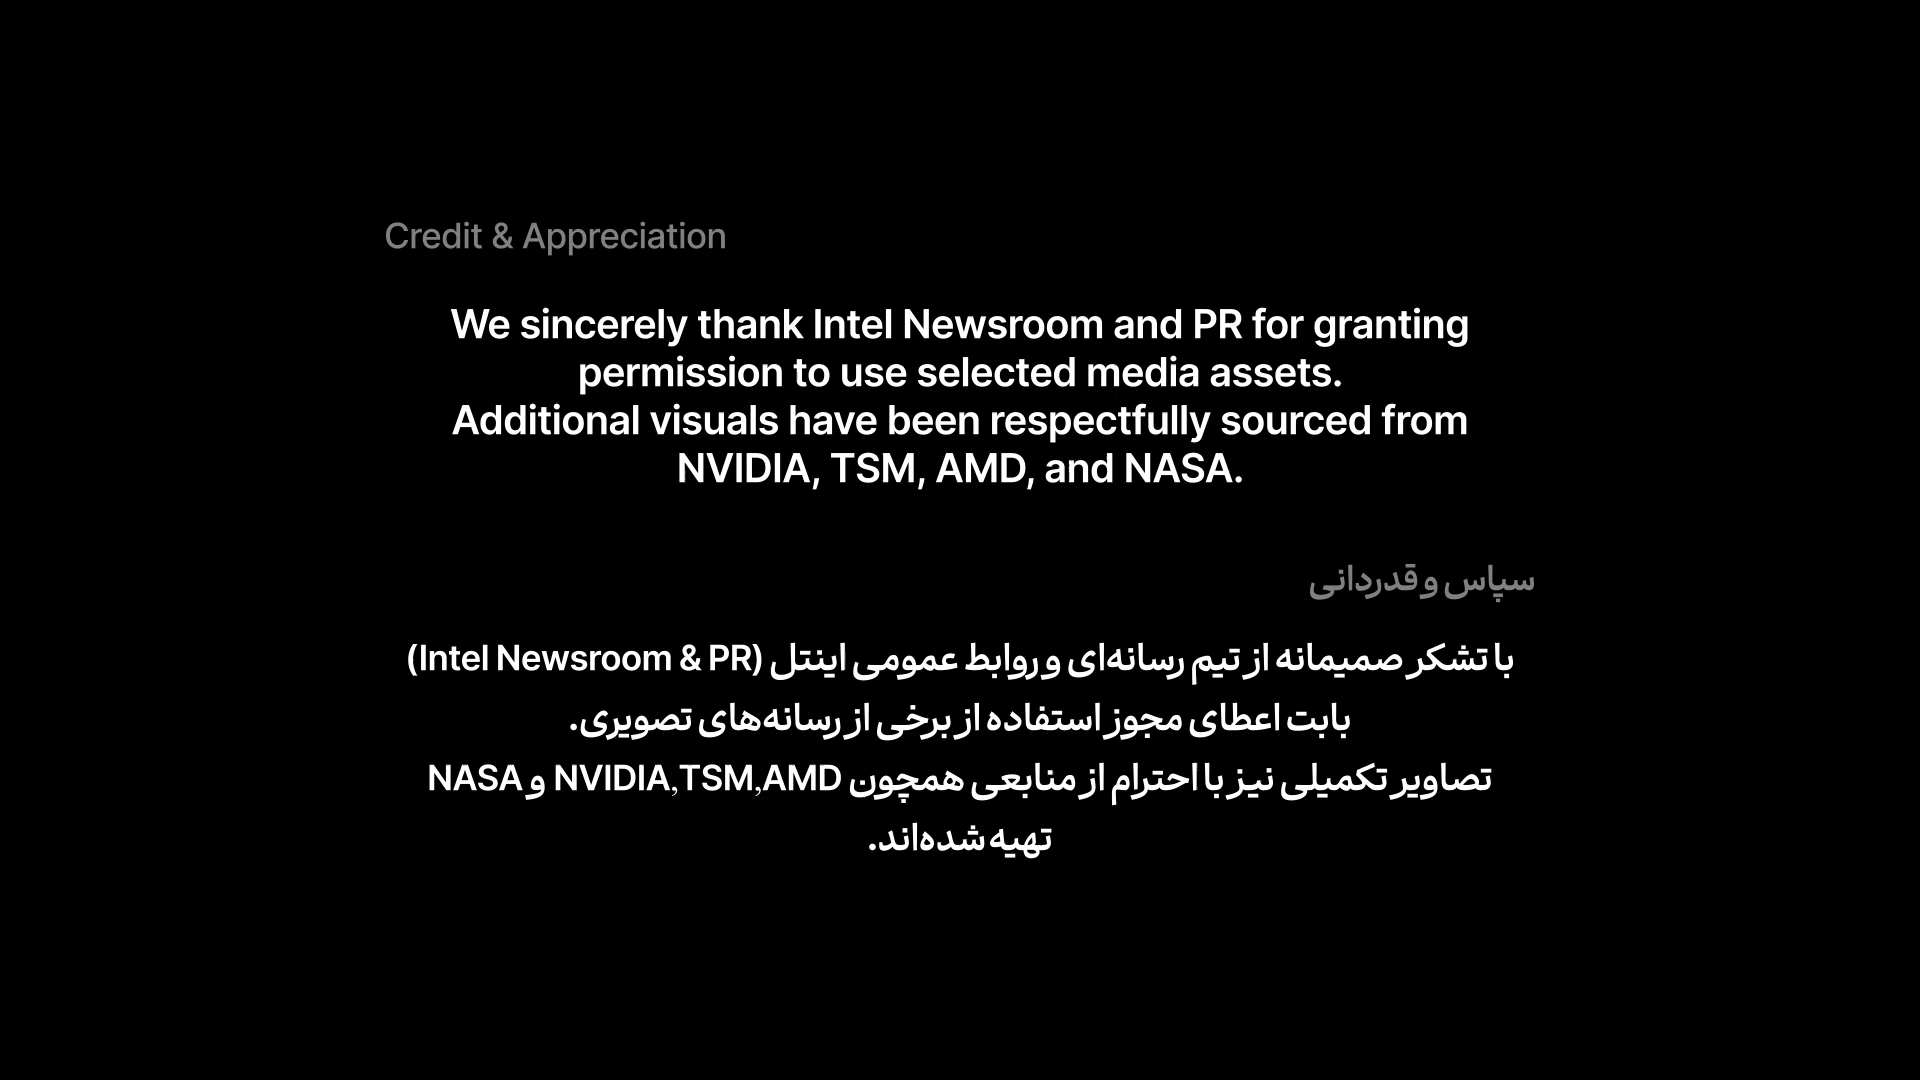 Credit & Appreciation
We sincerely thank Intel Newsroom and PR for granting
permission to use selected media assets.
Additional visuals have been respectfully sourced from
NVIDIA, TSM, AMD, and NASA.
سپاس و قدردانی
با تشکر صمیمانه از تیم رسانه‌ای و روابط عمومی اینتل (Intel Newsroom & PR)
بابت اعطای مجوز استفاده از برخی از رسانه‌های تصویری.
تصاویر تکمیلی نیز با احترام از منابعی همچون NVIDIA,TSM,AMD و NASA
تهیه شده‌اند.